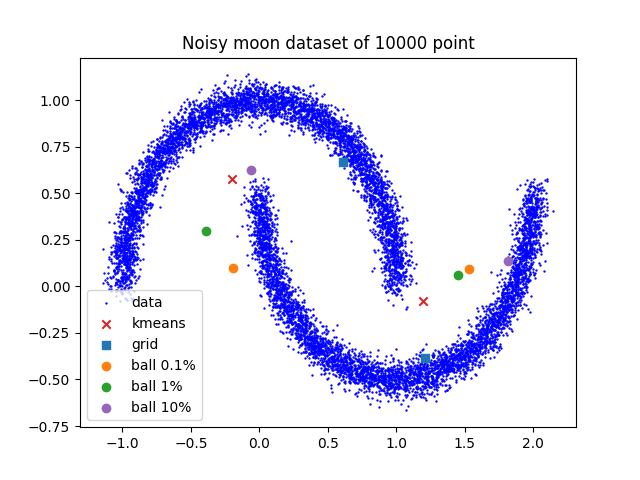 Noisy moon dataset of 10000 point
1.00
0.75
0.50
0.25
0.00
−0.25
−0.50
−0.75
data
kmeans
grid
ball 0.1%
ball 1%
ball 10%
−1.0 −0.5 0.0 0.5 1.0 1.5 2.0